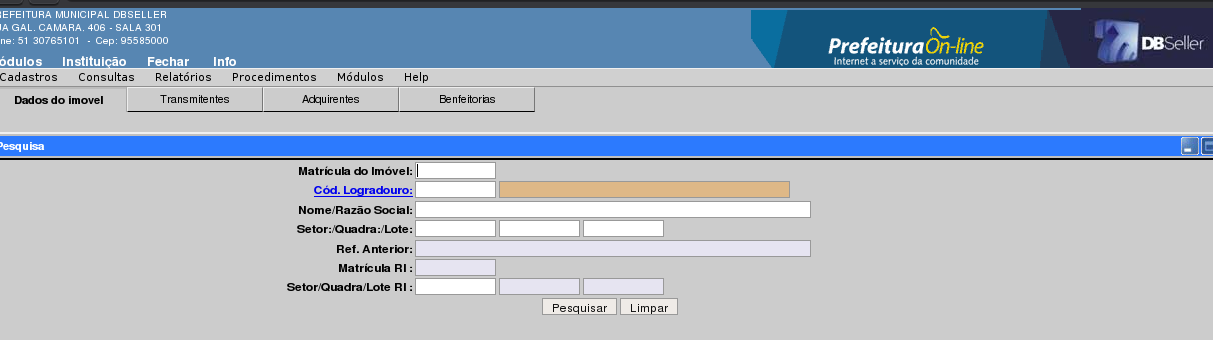 REFEITURA MUNICIPAL DBSELLER
UA GAL. CAMARA. 406 - SALA 301
ne: 51 30765101 - Cep: 95585000
Prefeitura On-line
Internet a serviço da comunidade
DBSeller
ódulos Instituição Fechar Info
Cadastros Consultas Relatórios Procedimentos Módulos Help
Dados do imovel Transmitentes Adquirentes Benfeitorias
Pesquisa
Matrícula do Imóvel:
Cód. Logradouro:
Nome/Razão Social:
Setor:/Quadra:/Lote:
Ref. Anterior:
Matrícula RI :
Setor/Quadra/Lote RI :
Pesquisar Limpar